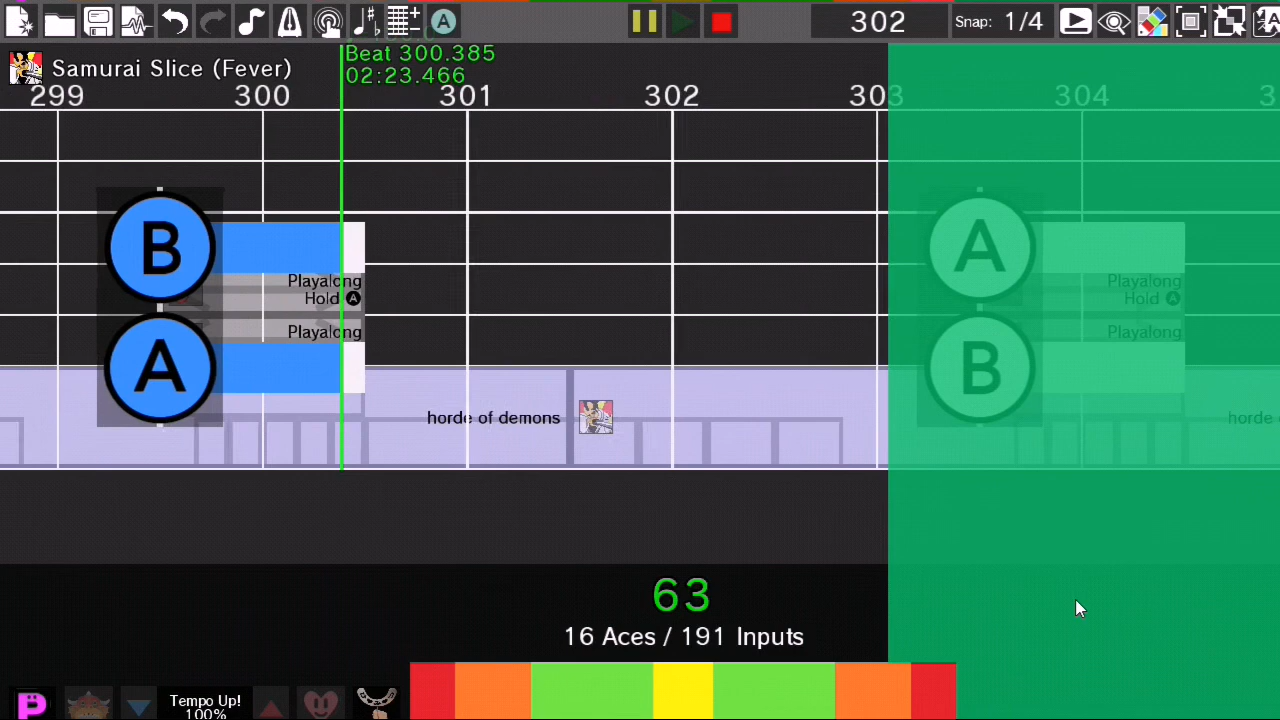 302
Snap: 1/4
A
Beat 300.385
02:23.466
Samurai Slice (Fever)
299 300 301 302 303 304 3
B
Playalong
Hold A
A
Playalong
A
Playalong
Hold A
B
Playalong
horde of demons
horde
63
16 Aces / 191 Inputs
P
Tempo Up!
100%